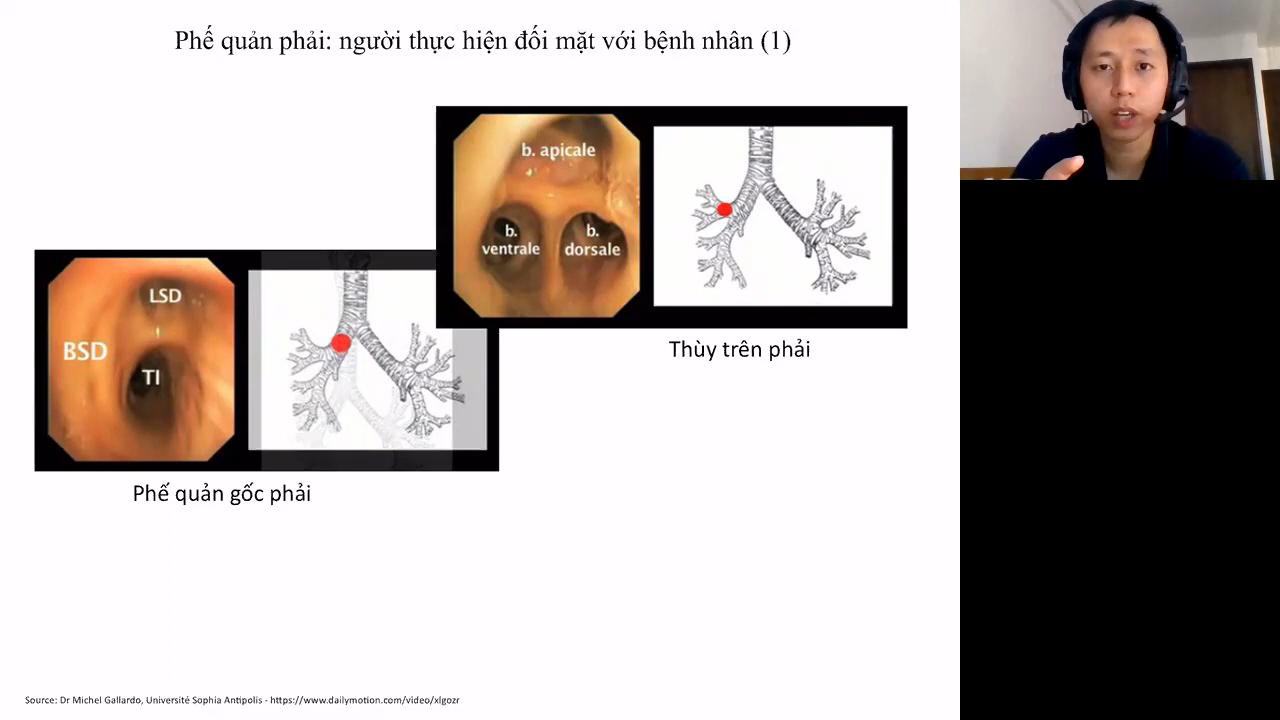 Phế quản phải: người thực hiện đối mặt với bệnh nhân (1)
b. apicale
b. ventrale
b. dorsale
Thùy trên phải
LSD
BSD
TI
Phế quản gốc phải
Source: Dr Michel Gallardo, Université Sophia Antipolis - https://www.dailymotion.com/video/xlgozr